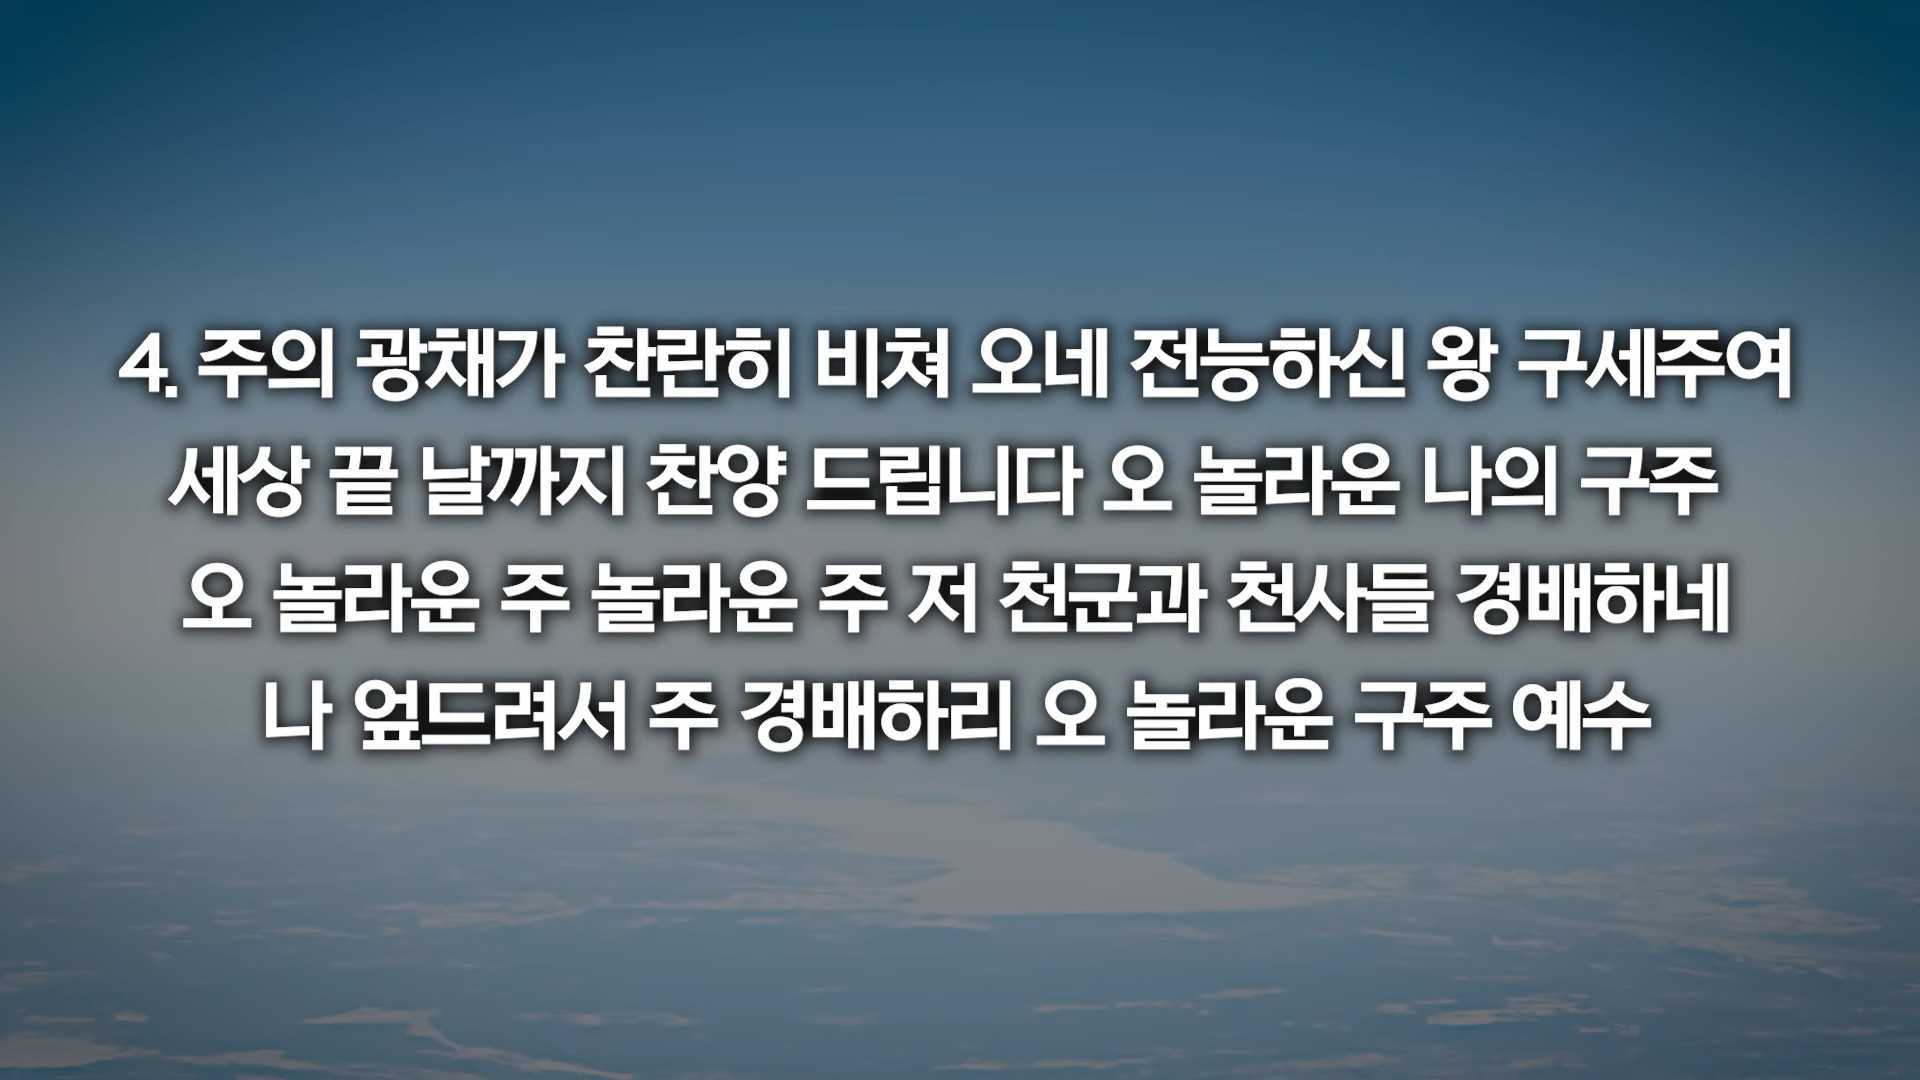 4. 주의 광채가 찬란히 비쳐 오네 전능하신 왕 구세주여
세상 끝 날까지 찬양 드립니다 오 놀라운 나의 구주
오 놀라운 주 놀라운 주 저 천군과 천사들 경배하네
나 엎드려서 주 경배하리 오 놀라운 구주 예수